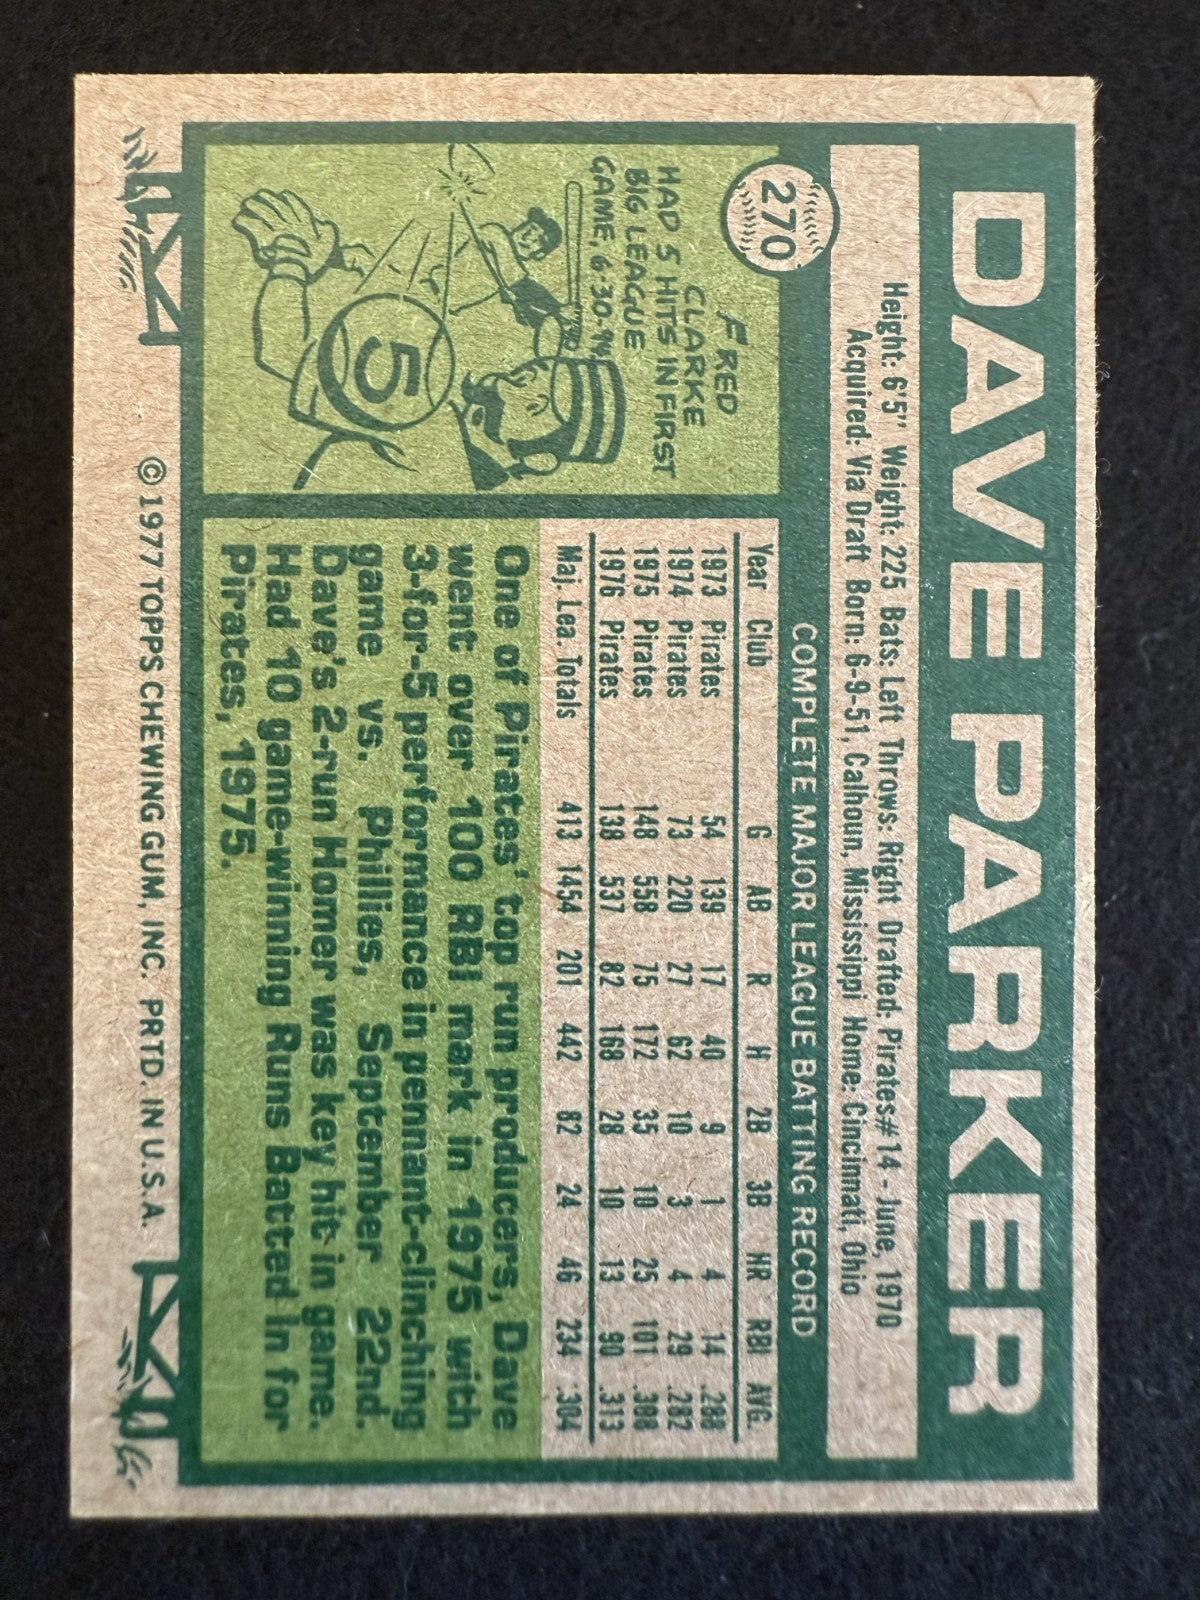 DAVE PARKER
270
Height: 6'5" Weight: 225 Bats: Left Throws: Right Drafted: Pirates#14 - June, 1970
Acquired: Via Draft Born: 6-9-51, Calhoun, Mississippi Home: Cincinnati, Ohio
FRED
CLARKE
HAD 5 HITS IN FIRST
BIG LEAGUE
GAME, 6-30-94
5
COMPLETE MAJOR LEAGUE BATTING RECORD
Year Club G AB R H 2B 3B HR RBI AVG.
1973 Pirates 54 139 17 40 9 1 4 14 .288
1974 Pirates 73 220 27 62 10 3 4 29 .282
1975 Pirates 148 558 75 172 35 10 25 101 .308
1976 Pirates 138 537 82 168 28 10 13 90 .313
Maj. Lea. Totals 413 1454 201 442 82 24 46 234 .304
One of Pirates' top run producers, Dave
went over 100 RBI mark in 1975 with
3-for-5 performance in pennant-clinching
game vs. Phillies, September 22nd.
Dave's 2-run Homer was key hit in game.
Had 10 game-winning Runs Batted In for
Pirates, 1975.
©1977 TOPPS CHEWING GUM, INC. PRTD. IN U.S.A.